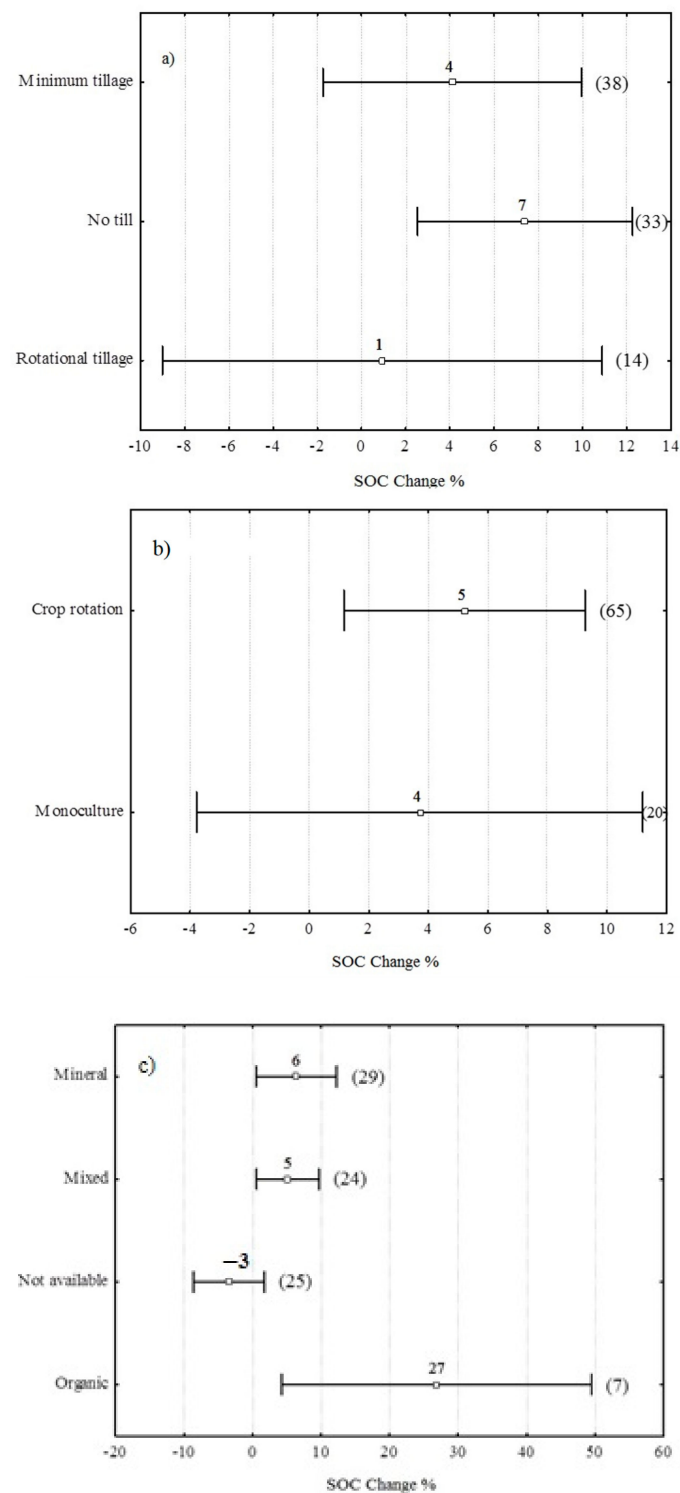 a)
Minimum tillage 4 (38)
No till 7 (33)
Rotational tillage 1 (14)
-10 -8 -6 -4 -2 0 2 4 6 8 10 12 14
SOC Change %
b)
Crop rotation 5 (65)
Monoculture 4 (20)
-6 -4 -2 0 2 4 6 8 10 12
SOC Change %
c)
Mineral 6 (29)
Mixed 5 (24)
Not available −3 (25)
Organic 27 (7)
-20 -10 0 10 20 30 40 50 60
SOC Change %